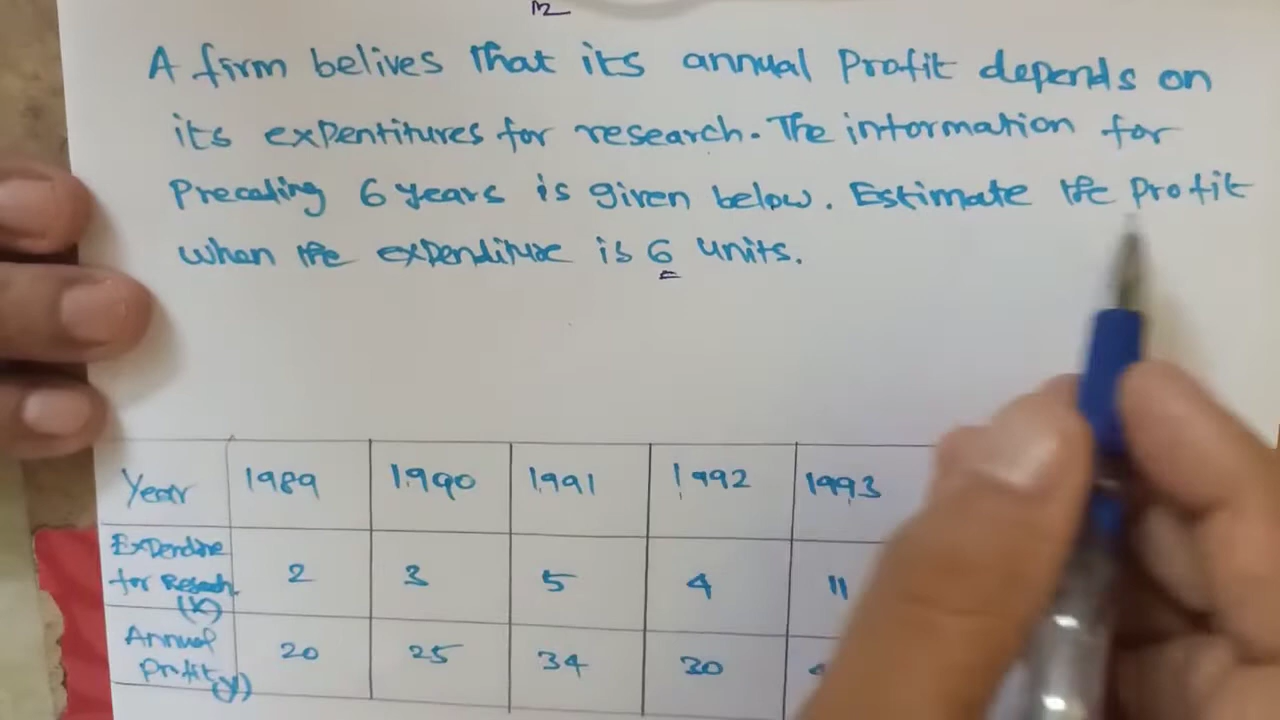 A firm belives that its annual Profit depends on
its expentitures for research. The information for
Preceding 6 years is given below. Estimate the Profit
when the expenditure is 6 units.
Year 1989 1990 1991 1992 1993
for 2 3 5 4 11
(x)
Annual
Profit (y) 20 25 34 30